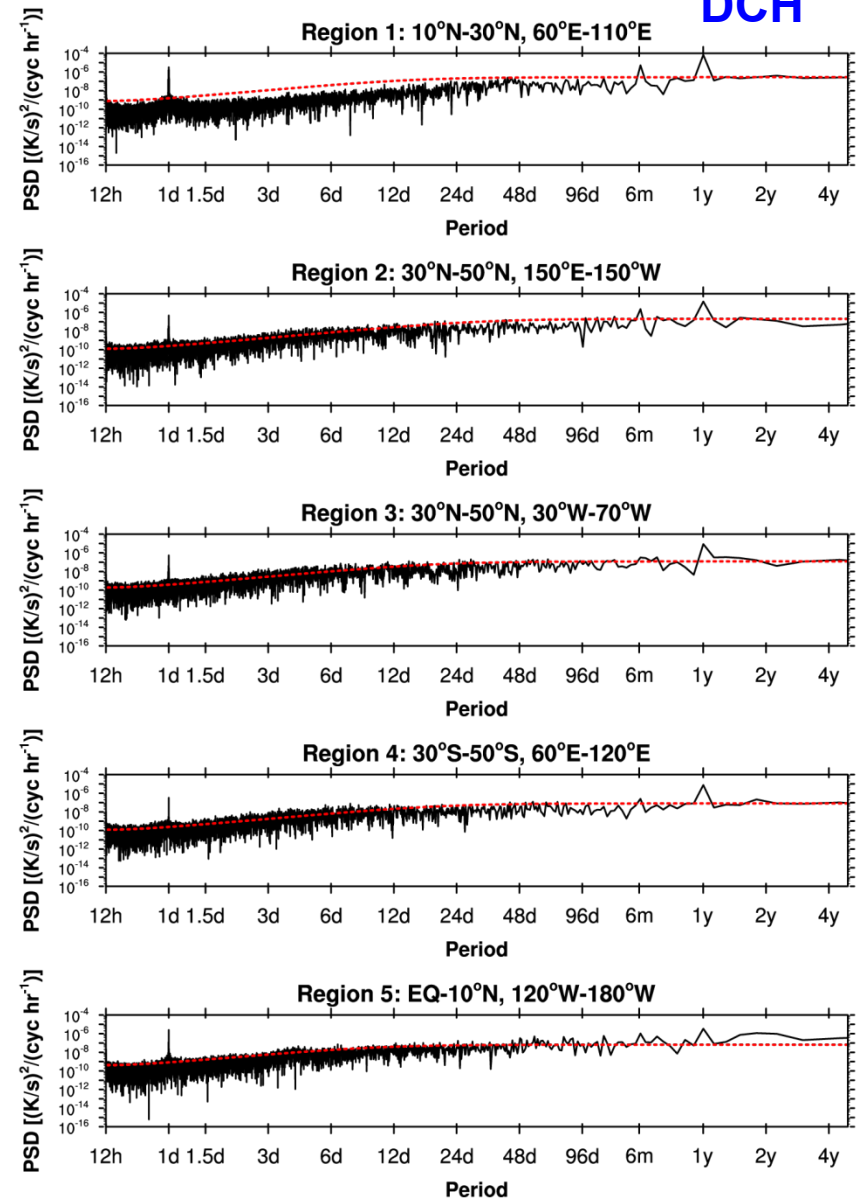 DCH
Region 1: 10°N-30°N, 60°E-110°E
PSD [(K/s)²/(cyc hr⁻¹)]
10⁻⁴
10⁻⁶
10⁻⁸
10⁻¹⁰
10⁻¹²
10⁻¹⁴
10⁻¹⁶
12h 1d 1.5d 3d 6d 12d 24d 48d 96d 6m 1y 2y 4y
Period
Region 2: 30°N-50°N, 150°E-150°W
PSD [(K/s)²/(cyc hr⁻¹)]
10⁻⁴
10⁻⁶
10⁻⁸
10⁻¹⁰
10⁻¹²
10⁻¹⁴
10⁻¹⁶
12h 1d 1.5d 3d 6d 12d 24d 48d 96d 6m 1y 2y 4y
Period
Region 3: 30°N-50°N, 30°W-70°W
PSD [(K/s)²/(cyc hr⁻¹)]
10⁻⁴
10⁻⁶
10⁻⁸
10⁻¹⁰
10⁻¹²
10⁻¹⁴
10⁻¹⁶
12h 1d 1.5d 3d 6d 12d 24d 48d 96d 6m 1y 2y 4y
Period
Region 4: 30°S-50°S, 60°E-120°E
PSD [(K/s)²/(cyc hr⁻¹)]
10⁻⁴
10⁻⁶
10⁻⁸
10⁻¹⁰
10⁻¹²
10⁻¹⁴
10⁻¹⁶
12h 1d 1.5d 3d 6d 12d 24d 48d 96d 6m 1y 2y 4y
Period
Region 5: EQ-10°N, 120°W-180°W
PSD [(K/s)²/(cyc hr⁻¹)]
10⁻⁴
10⁻⁶
10⁻⁸
10⁻¹⁰
10⁻¹²
10⁻¹⁴
10⁻¹⁶
12h 1d 1.5d 3d 6d 12d 24d 48d 96d 6m 1y 2y 4y
Period